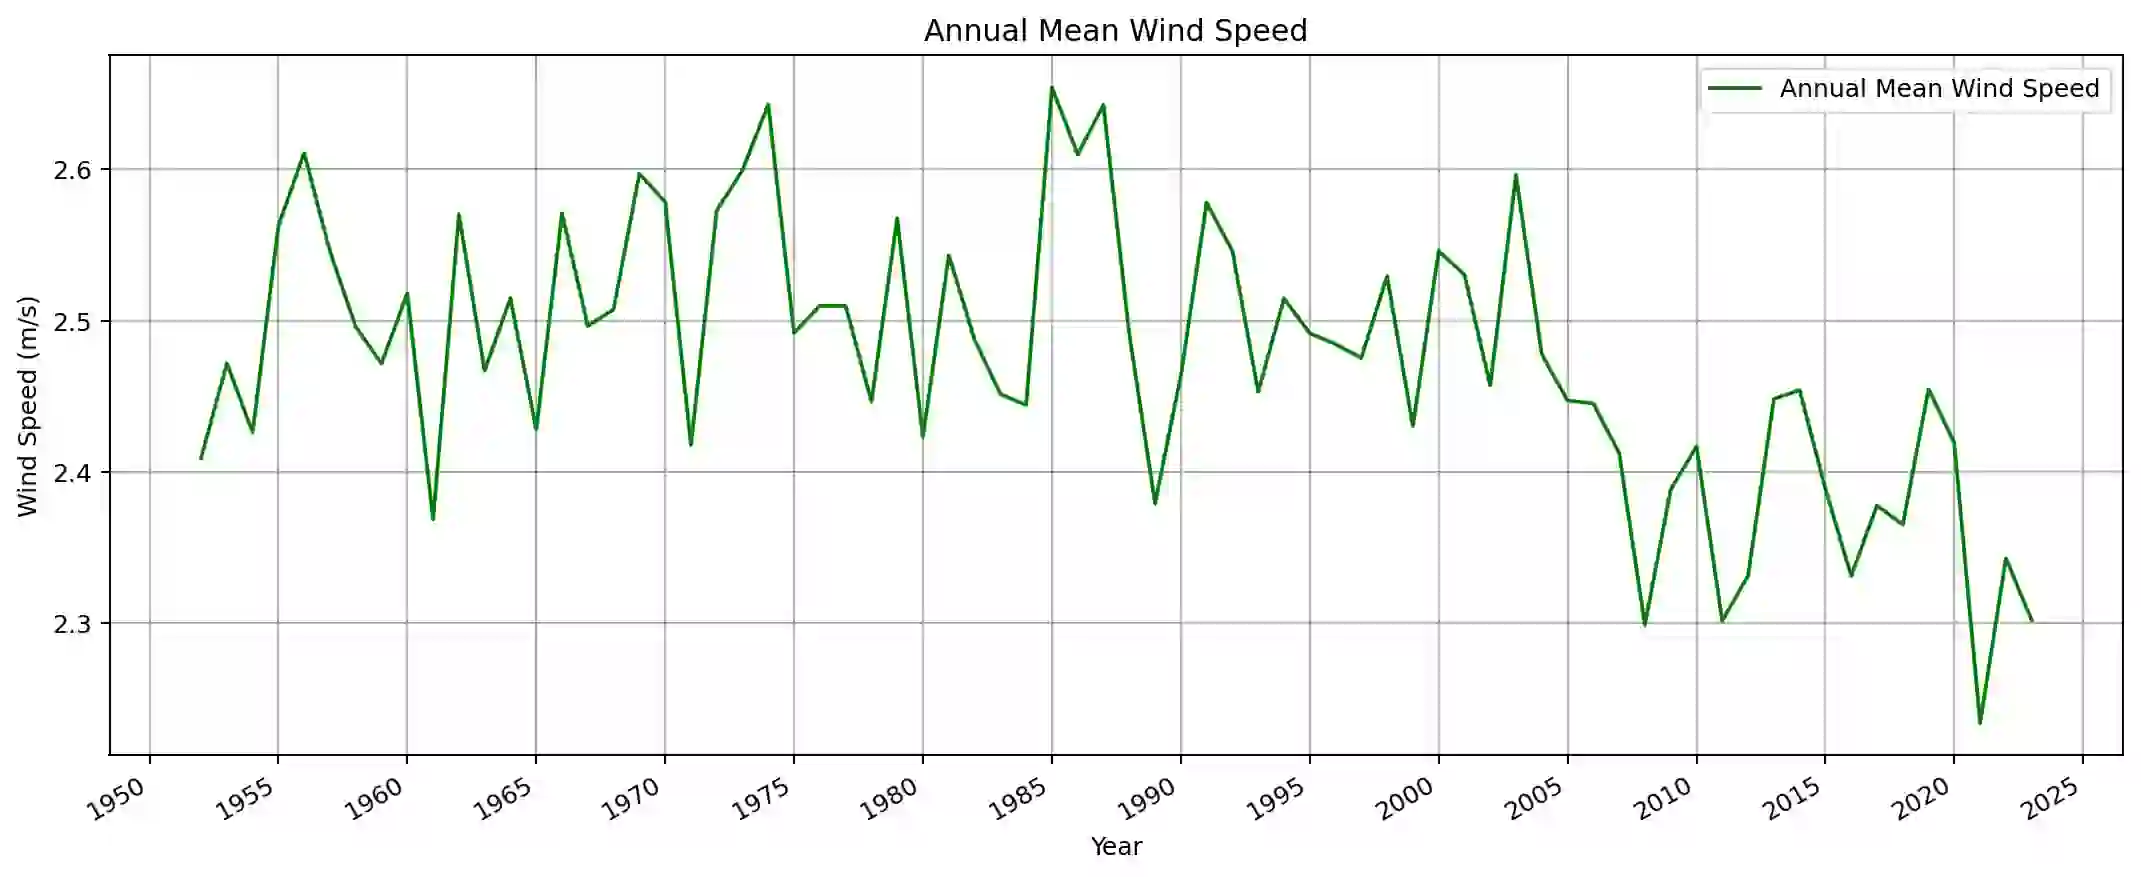 Annual Mean Wind Speed
Annual Mean Wind Speed
Wind Speed (m/s)
2.6
2.5
2.4
2.3
1950 1955 1960 1965 1970 1975 1980 1985 1990 1995 2000 2005 2010 2015 2020 2025
Year